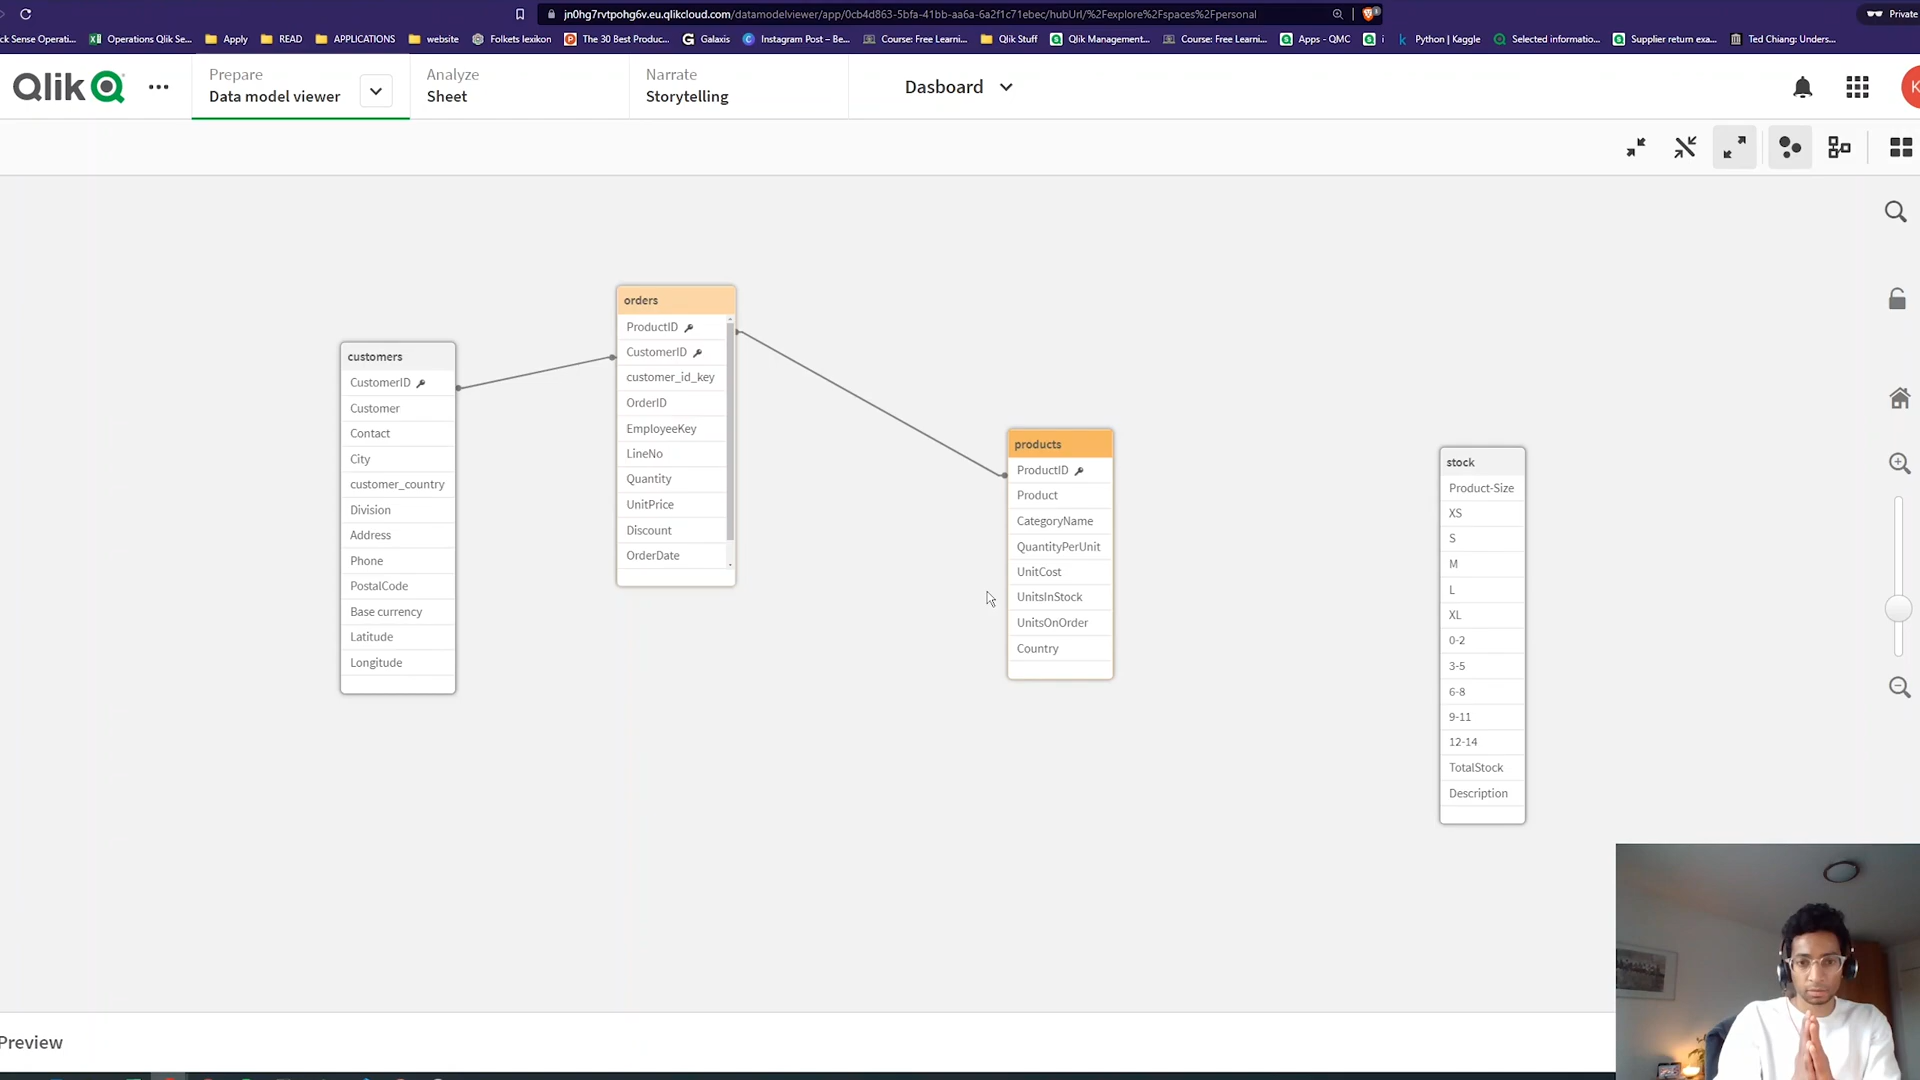 jn0hg7rvtpohg6v.eu.qlikcloud.com/datamodelviewer/app/0cb4d863-5bfa-41bb-aa6a-6a2f1c71ebec/hubUrl/%2Fexplore%2Fspaces%2Fpersonal
Private
ck Sense Operati...
Operations Qlik Se...
Apply
READ
APPLICATIONS
website
Folkets lexikon
The 30 Best Produc...
Galaxis
Instagram Post – Be...
Course: Free Learni...
Qlik Stuff
Qlik Management...
Course: Free Learni...
Apps - QMC
i
Python | Kaggle
Selected informatio...
Supplier return exa...
Ted Chiang: Unders...
Qlik
Prepare
Data model viewer
Analyze
Sheet
Narrate
Storytelling
Dasboard
K
customers
CustomerID
Customer
Contact
City
customer_country
Division
Address
Phone
PostalCode
Base currency
Latitude
Longitude
orders
ProductID
CustomerID
customer_id_key
OrderID
EmployeeKey
LineNo
Quantity
UnitPrice
Discount
OrderDate
products
ProductID
Product
CategoryName
QuantityPerUnit
UnitCost
UnitsInStock
UnitsOnOrder
Country
stock
Product-Size
XS
S
M
L
XL
0-2
3-5
6-8
9-11
12-14
TotalStock
Description
Preview